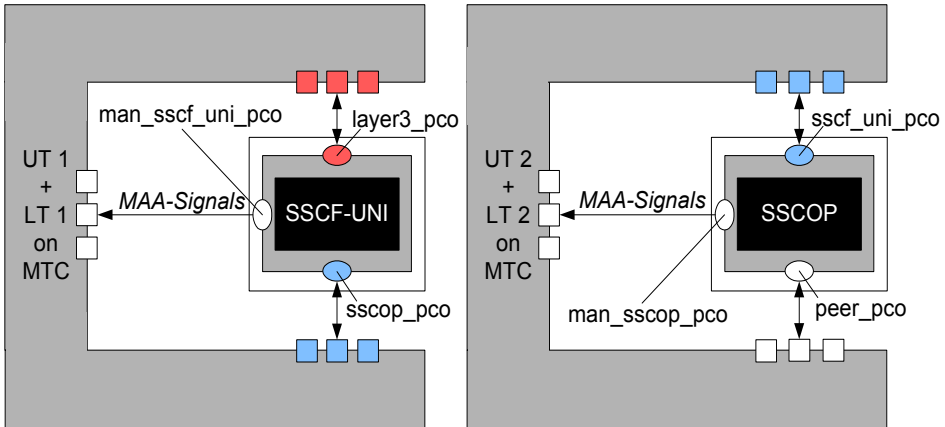 man_sscf_uni_pco
layer3_pco
UT 1
+
LT 1
on
MTC
MAA-Signals
SSCF-UNI
sscop_pco
sscf_uni_pco
UT 2
+
LT 2
on
MTC
MAA-Signals
SSCOP
man_sscop_pco
peer_pco